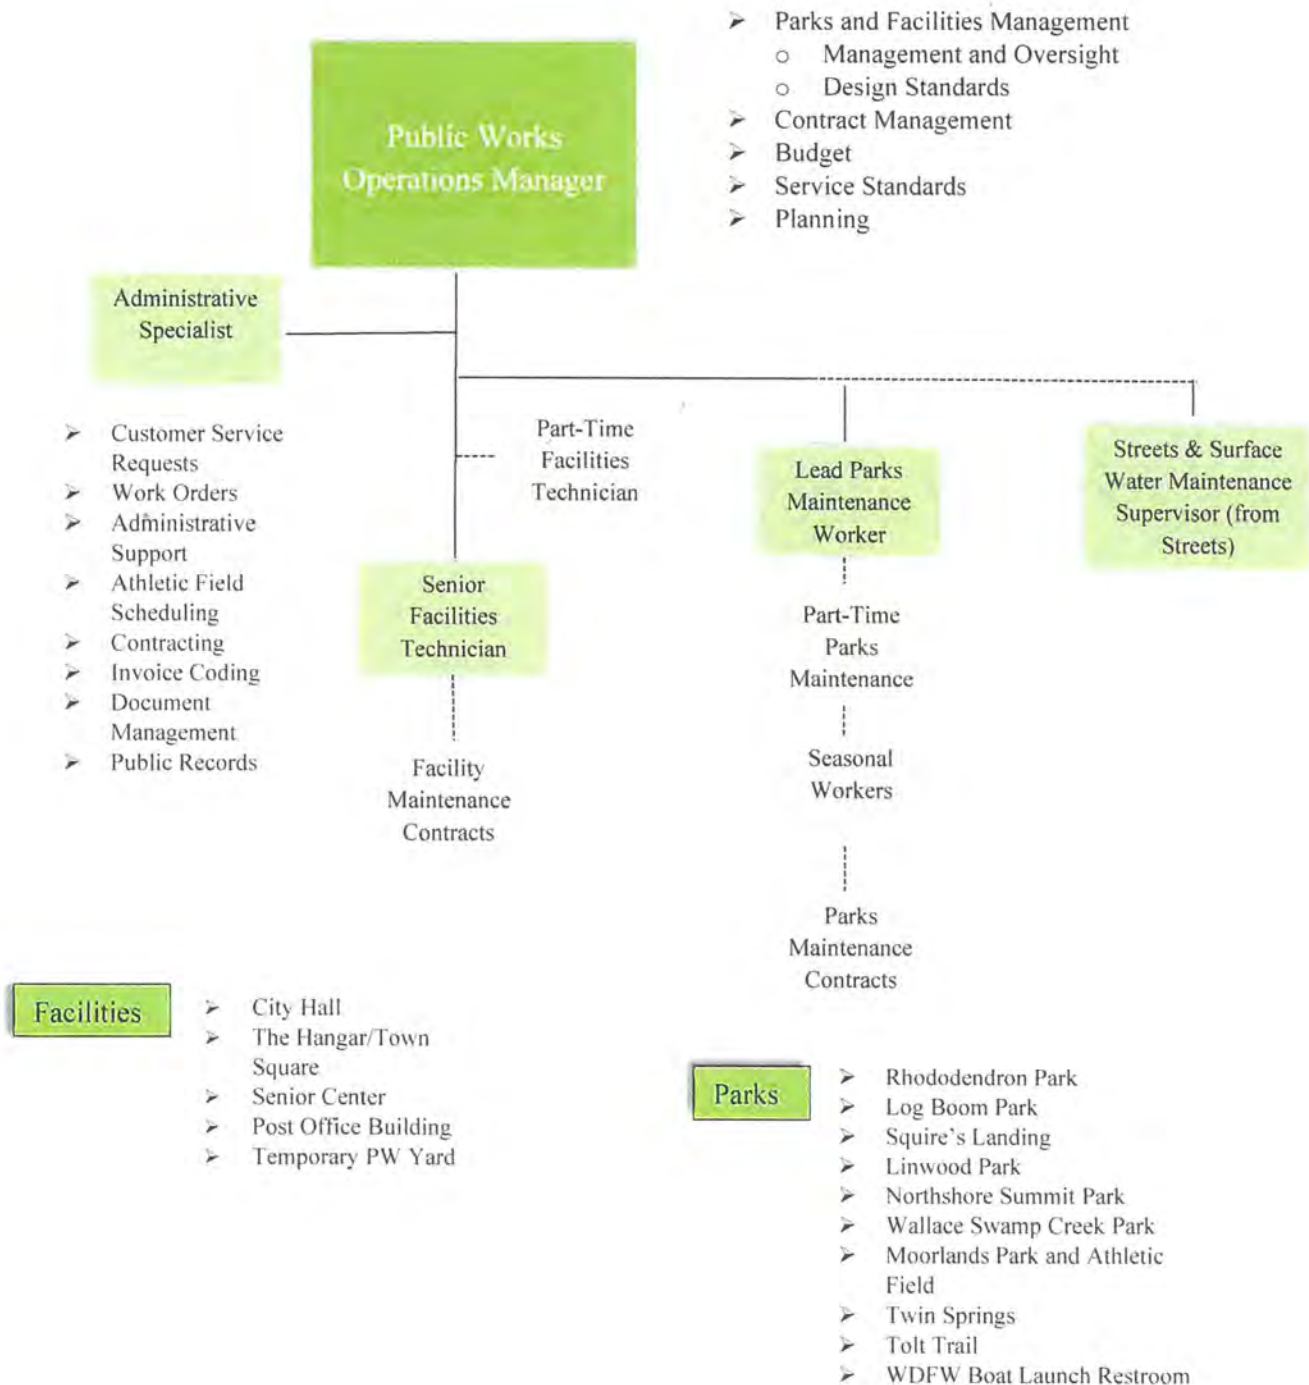 ➢ Parks and Facilities Management
o Management and Oversight
o Design Standards
➢ Contract Management
➢ Budget
➢ Service Standards
➢ Planning
Public Works
Operations Manager
Administrative
Specialist
➢ Customer Service
Requests
➢ Work Orders
➢ Administrative
Support
➢ Athletic Field
Scheduling
➢ Contracting
➢ Invoice Coding
➢ Document
Management
➢ Public Records
Part-Time
Facilities
Technician
Senior
Facilities
Technician
Facility
Maintenance
Contracts
Lead Parks
Maintenance
Worker
Part-Time
Parks
Maintenance
Seasonal
Workers
Parks
Maintenance
Contracts
Streets & Surface
Water Maintenance
Supervisor (from
Streets)
Facilities
➢ City Hall
➢ The Hangar/Town
Square
➢ Senior Center
➢ Post Office Building
➢ Temporary PW Yard
Parks
➢ Rhododendron Park
➢ Log Boom Park
➢ Squire's Landing
➢ Linwood Park
➢ Northshore Summit Park
➢ Wallace Swamp Creek Park
➢ Moorlands Park and Athletic
Field
➢ Twin Springs
➢ Tolt Trail
➢ WDFW Boat Launch Restroom